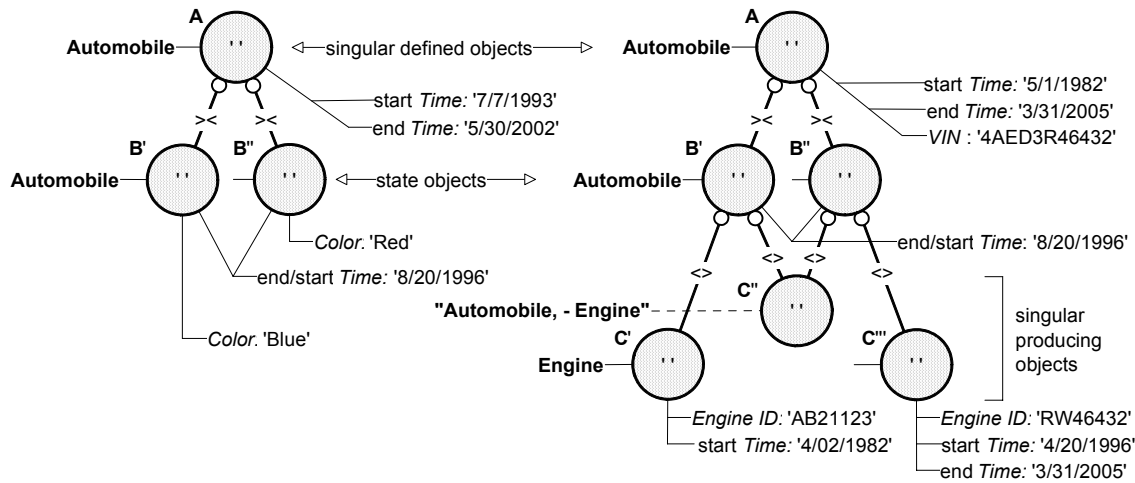 A
Automobile
' '
singular defined objects
start Time: '7/7/1993'
end Time: '5/30/2002'
><
><
B'
B"
Automobile
' '
' '
state objects
Color: 'Red'
end/start Time: '8/20/1996'
Color: 'Blue'
A
Automobile
' '
start Time: '5/1/1982'
end Time: '3/31/2005'
VIN : '4AED3R46432'
><
><
B'
B"
Automobile
' '
' '
end/start Time: '8/20/1996'
<>
<>
<>
<>
C"
"Automobile, - Engine"
' '
C'
Engine
' '
C'''
' '
singular
producing
objects
Engine ID: 'AB21123'
start Time: '4/02/1982'
Engine ID: 'RW46432'
start Time: '4/20/1996'
end Time: '3/31/2005'